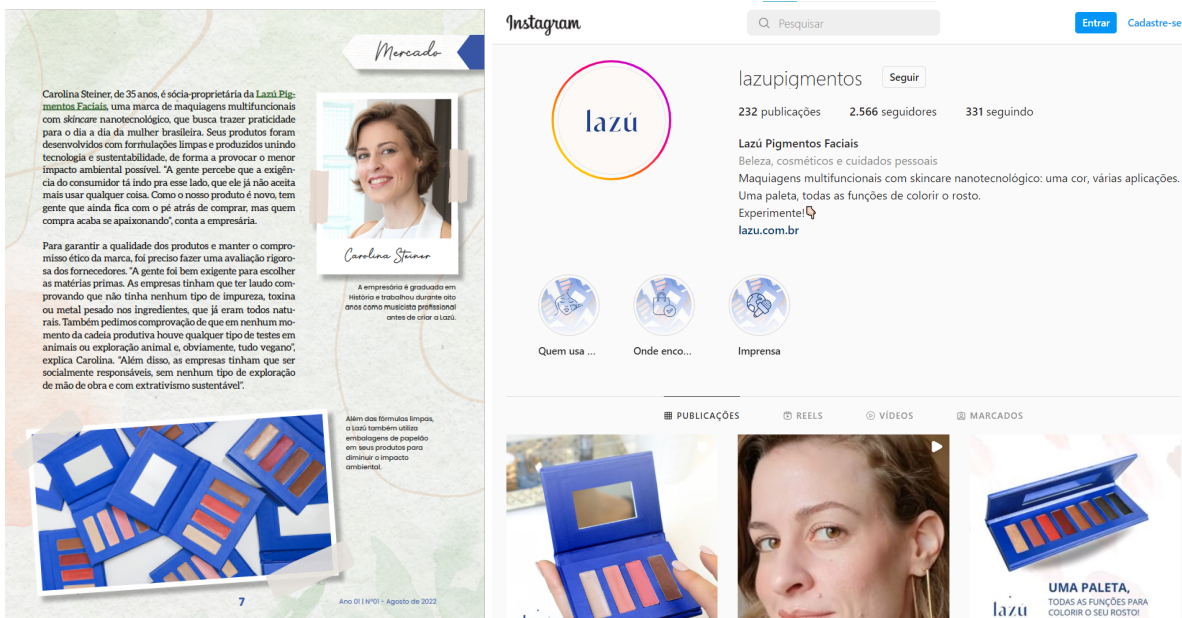 Mercado
Carolina Steiner, de 35 anos, é sócia-proprietária da Lazú Pig-
mentos Faciais, uma marca de maquiagens multifuncionais
com skincare nanotecnológico, que busca trazer praticidade
para o dia a dia da mulher brasileira. Seus produtos foram
desenvolvidos com formulações limpas e produzidos unindo
tecnologia e sustentabilidade, de forma a provocar o menor
impacto ambiental possível. "A gente percebe que a exigên-
cia do consumidor tá indo pra esse lado, que ele já não aceita
mais usar qualquer coisa. Como o nosso produto é novo, tem
gente que ainda fica com o pé atrás de comprar, mas quem
compra acaba se apaixonando", conta a empresária.
Para garantir a qualidade dos produtos e manter o compro-
misso ético da marca, foi preciso fazer uma avaliação rigoro-
sa dos fornecedores. "A gente foi bem exigente para escolher
as matérias primas. As empresas tinham que ter laudo com-
provando que não tinha nenhum tipo de impureza, toxina
ou metal pesado nos ingredientes, que já eram todos natu-
rais. Também pedimos comprovação de que em nenhum mo-
mento da cadeia produtiva houve qualquer tipo de testes em
animais ou exploração animal e, obviamente, tudo vegano",
explica Carolina. "Além disso, as empresas tinham que ser
socialmente responsáveis, sem nenhum tipo de exploração
de mão de obra e com extrativismo sustentável".
Carolina Steiner
A empresária é graduada em
História e trabalhou durante oito
anos como musicista profissional
antes de criar a Lazú.
Além das fórmulas limpas,
a Lazú também utiliza
embalagens de papelão
em seus produtos para
diminuir o impacto
ambiental.
7
Ano 01 | Nº01 - Agosto de 2022
Instagram
Pesquisar
Entrar
Cadastre-se
lazú
lazupigmentos
Seguir
232 publicações 2.566 seguidores 331 seguindo
Lazú Pigmentos Faciais
Beleza, cosméticos e cuidados pessoais
Maquiagens multifuncionais com skincare nanotecnológico: uma cor, várias aplicações.
Uma paleta, todas as funções de colorir o rosto.
Experimente!
lazu.com.br
Quem usa ...
Onde enco...
Imprensa
PUBLICAÇÕES
REELS
VÍDEOS
MARCADOS
lazú
UMA PALETA,
TODAS AS FUNÇÕES PARA
COLORIR O SEU ROSTO!